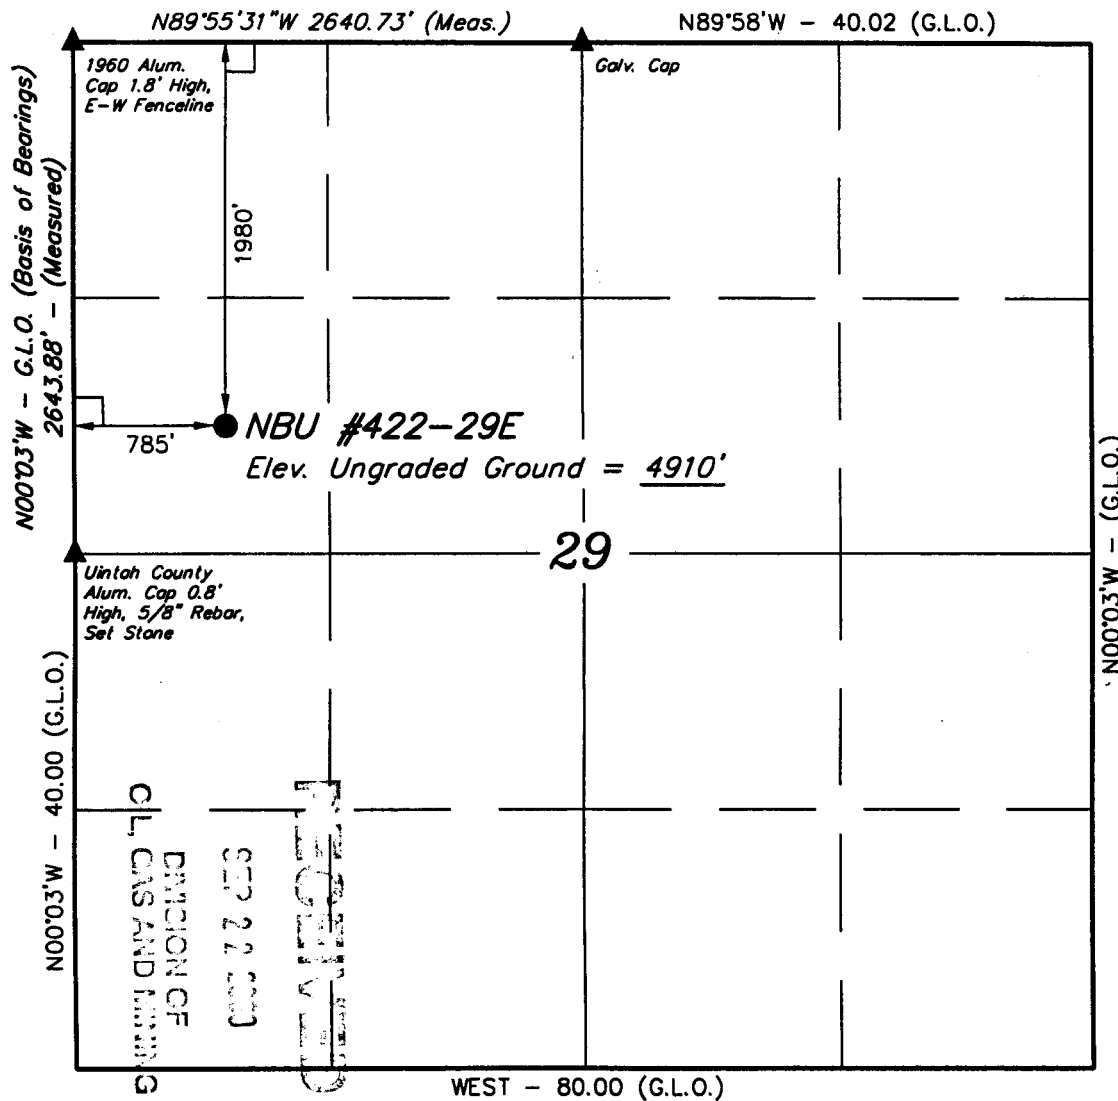 N89°55'31"W 2640.73' (Meas.)
N89°58'W - 40.02 (G.L.O.)
1960 Alum.
Cap 1.8' High,
E-W Fenceline
Galv. Cap
N00°03'W - G.L.O. (Basis of Bearings)
2643.88' - (Measured)
1980'
785'
NBU #422-29E
Elev. Ungraded Ground = 4910'
29
Uintah County
Alum. Cap 0.8'
High, 5/8" Rebar,
Set Stone
N00°03'W - (G.L.O.)
N00°03'W - 40.00 (G.L.O.)
RECEIVED
SEP 22
DIVISION OF
OIL, GAS AND MINING
WEST - 80.00 (G.L.O.)